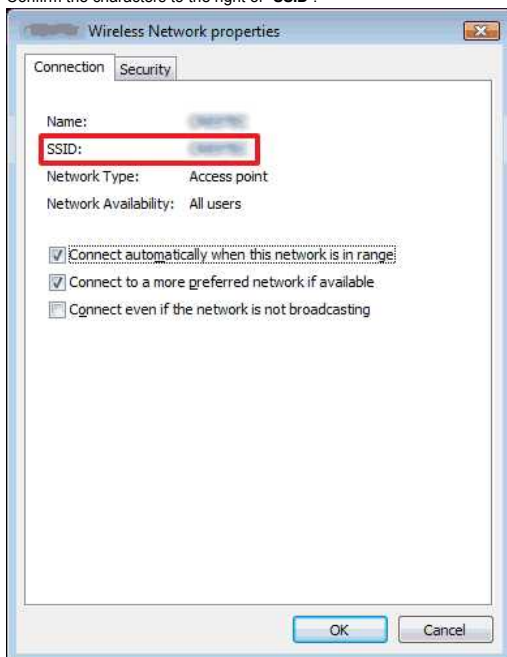 Confirm the characters to the right of "SSID".
Wireless Network properties
Connection Security
Name:
SSID:
Network Type: Access point
Network Availability: All users
Connect automatically when this network is in range
Connect to a more preferred network if available
Connect even if the network is not broadcasting
OK Cancel